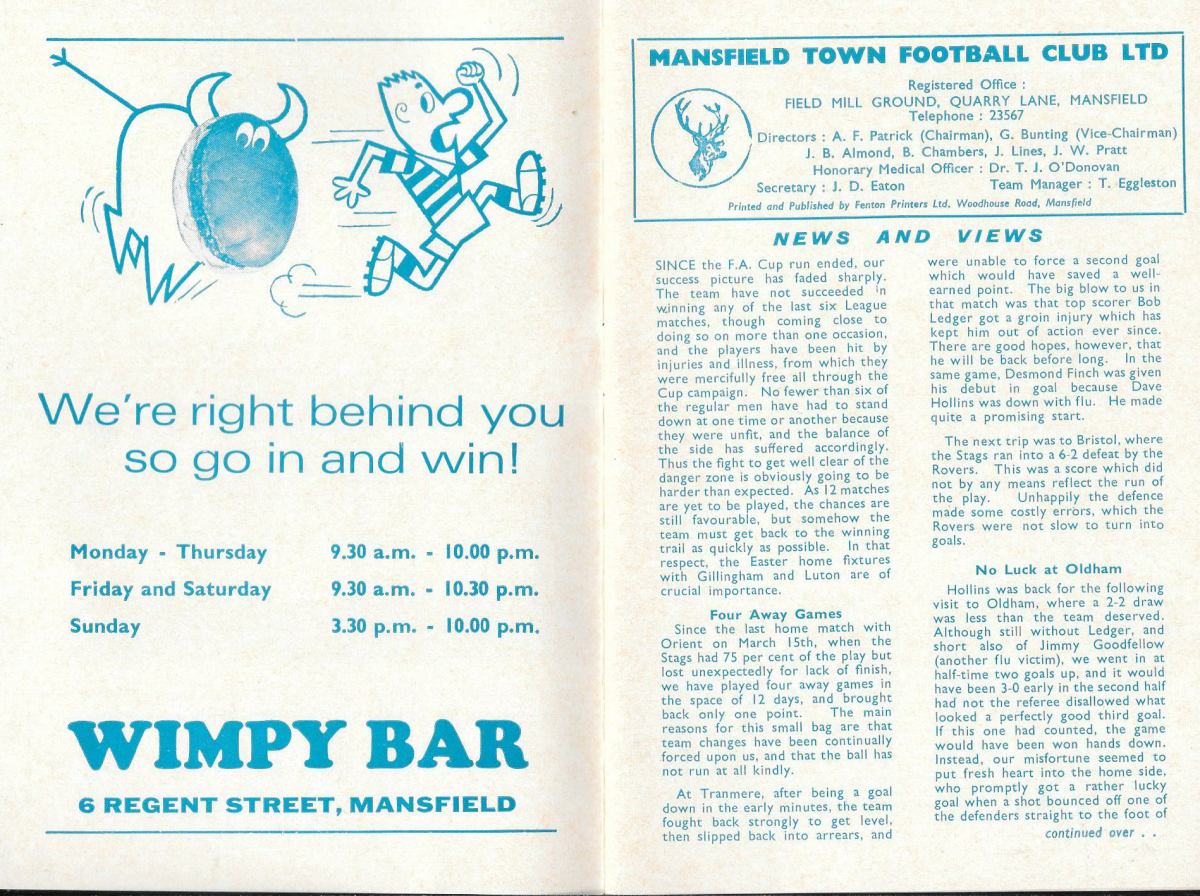 We're right behind you
so go in and win!
Monday - Thursday 9.30 a.m. - 10.00 p.m.
Friday and Saturday 9.30 a.m. - 10.30 p.m.
Sunday 3.30 p.m. - 10.00 p.m.
WIMPY BAR
6 REGENT STREET, MANSFIELD
MANSFIELD TOWN FOOTBALL CLUB LTD
Registered Office :
FIELD MILL GROUND, QUARRY LANE, MANSFIELD
Telephone : 23567
Directors : A. F. Patrick (Chairman), G. Bunting (Vice-Chairman)
J. B. Almond, B. Chambers, J. Lines, J. W. Pratt
Honorary Medical Officer : Dr. T. J. O'Donovan
Secretary : J. D. Eaton Team Manager : T. Eggleston
Printed and Published by Fenton Printers Ltd. Woodhouse Road, Mansfield
NEWS AND VIEWS
SINCE the F.A. Cup run ended, our
success picture has faded sharply.
The team have not succeeded in
winning any of the last six League
matches, though coming close to
doing so on more than one occasion,
and the players have been hit by
injuries and illness, from which they
were mercifully free all through the
Cup campaign. No fewer than six of
the regular men have had to stand
down at one time or another because
they were unfit, and the balance of
the side has suffered accordingly.
Thus the fight to get well clear of the
danger zone is obviously going to be
harder than expected. As 12 matches
are yet to be played, the chances are
still favourable, but somehow the
team must get back to the winning
trail as quickly as possible. In that
respect, the Easter home fixtures
with Gillingham and Luton are of
crucial importance.
Four Away Games
Since the last home match with
Orient on March 15th, when the
Stags had 75 per cent of the play but
lost unexpectedly for lack of finish,
we have played four away games in
the space of 12 days, and brought
back only one point. The main
reasons for this small bag are that
team changes have been continually
forced upon us, and that the ball has
not run at all kindly.
At Tranmere, after being a goal
down in the early minutes, the team
fought back strongly to get level,
then slipped back into arrears, and
were unable to force a second goal
which would have saved a well-
earned point. The big blow to us in
that match was that top scorer Bob
Ledger got a groin injury which has
kept him out of action ever since.
There are good hopes, however, that
he will be back before long. In the
same game, Desmond Finch was given
his debut in goal because Dave
Hollins was down with flu. He made
quite a promising start.
The next trip was to Bristol, where
the Stags ran into a 6-2 defeat by the
Rovers. This was a score which did
not by any means reflect the run of
the play. Unhappily the defence
made some costly errors, which the
Rovers were not slow to turn into
goals.
No Luck at Oldham
Hollins was back for the following
visit to Oldham, where a 2-2 draw
was less than the team deserved.
Although still without Ledger, and
short also of Jimmy Goodfellow
(another flu victim), we went in at
half-time two goals up, and it would
have been 3-0 early in the second half
had not the referee disallowed what
looked a perfectly good third goal.
If this one had counted, the game
would have been won hands down.
Instead, our misfortune seemed to
put fresh heart into the home side,
who promptly got a rather lucky
goal when a shot bounced off one of
the defenders straight to the foot of
continued over . .